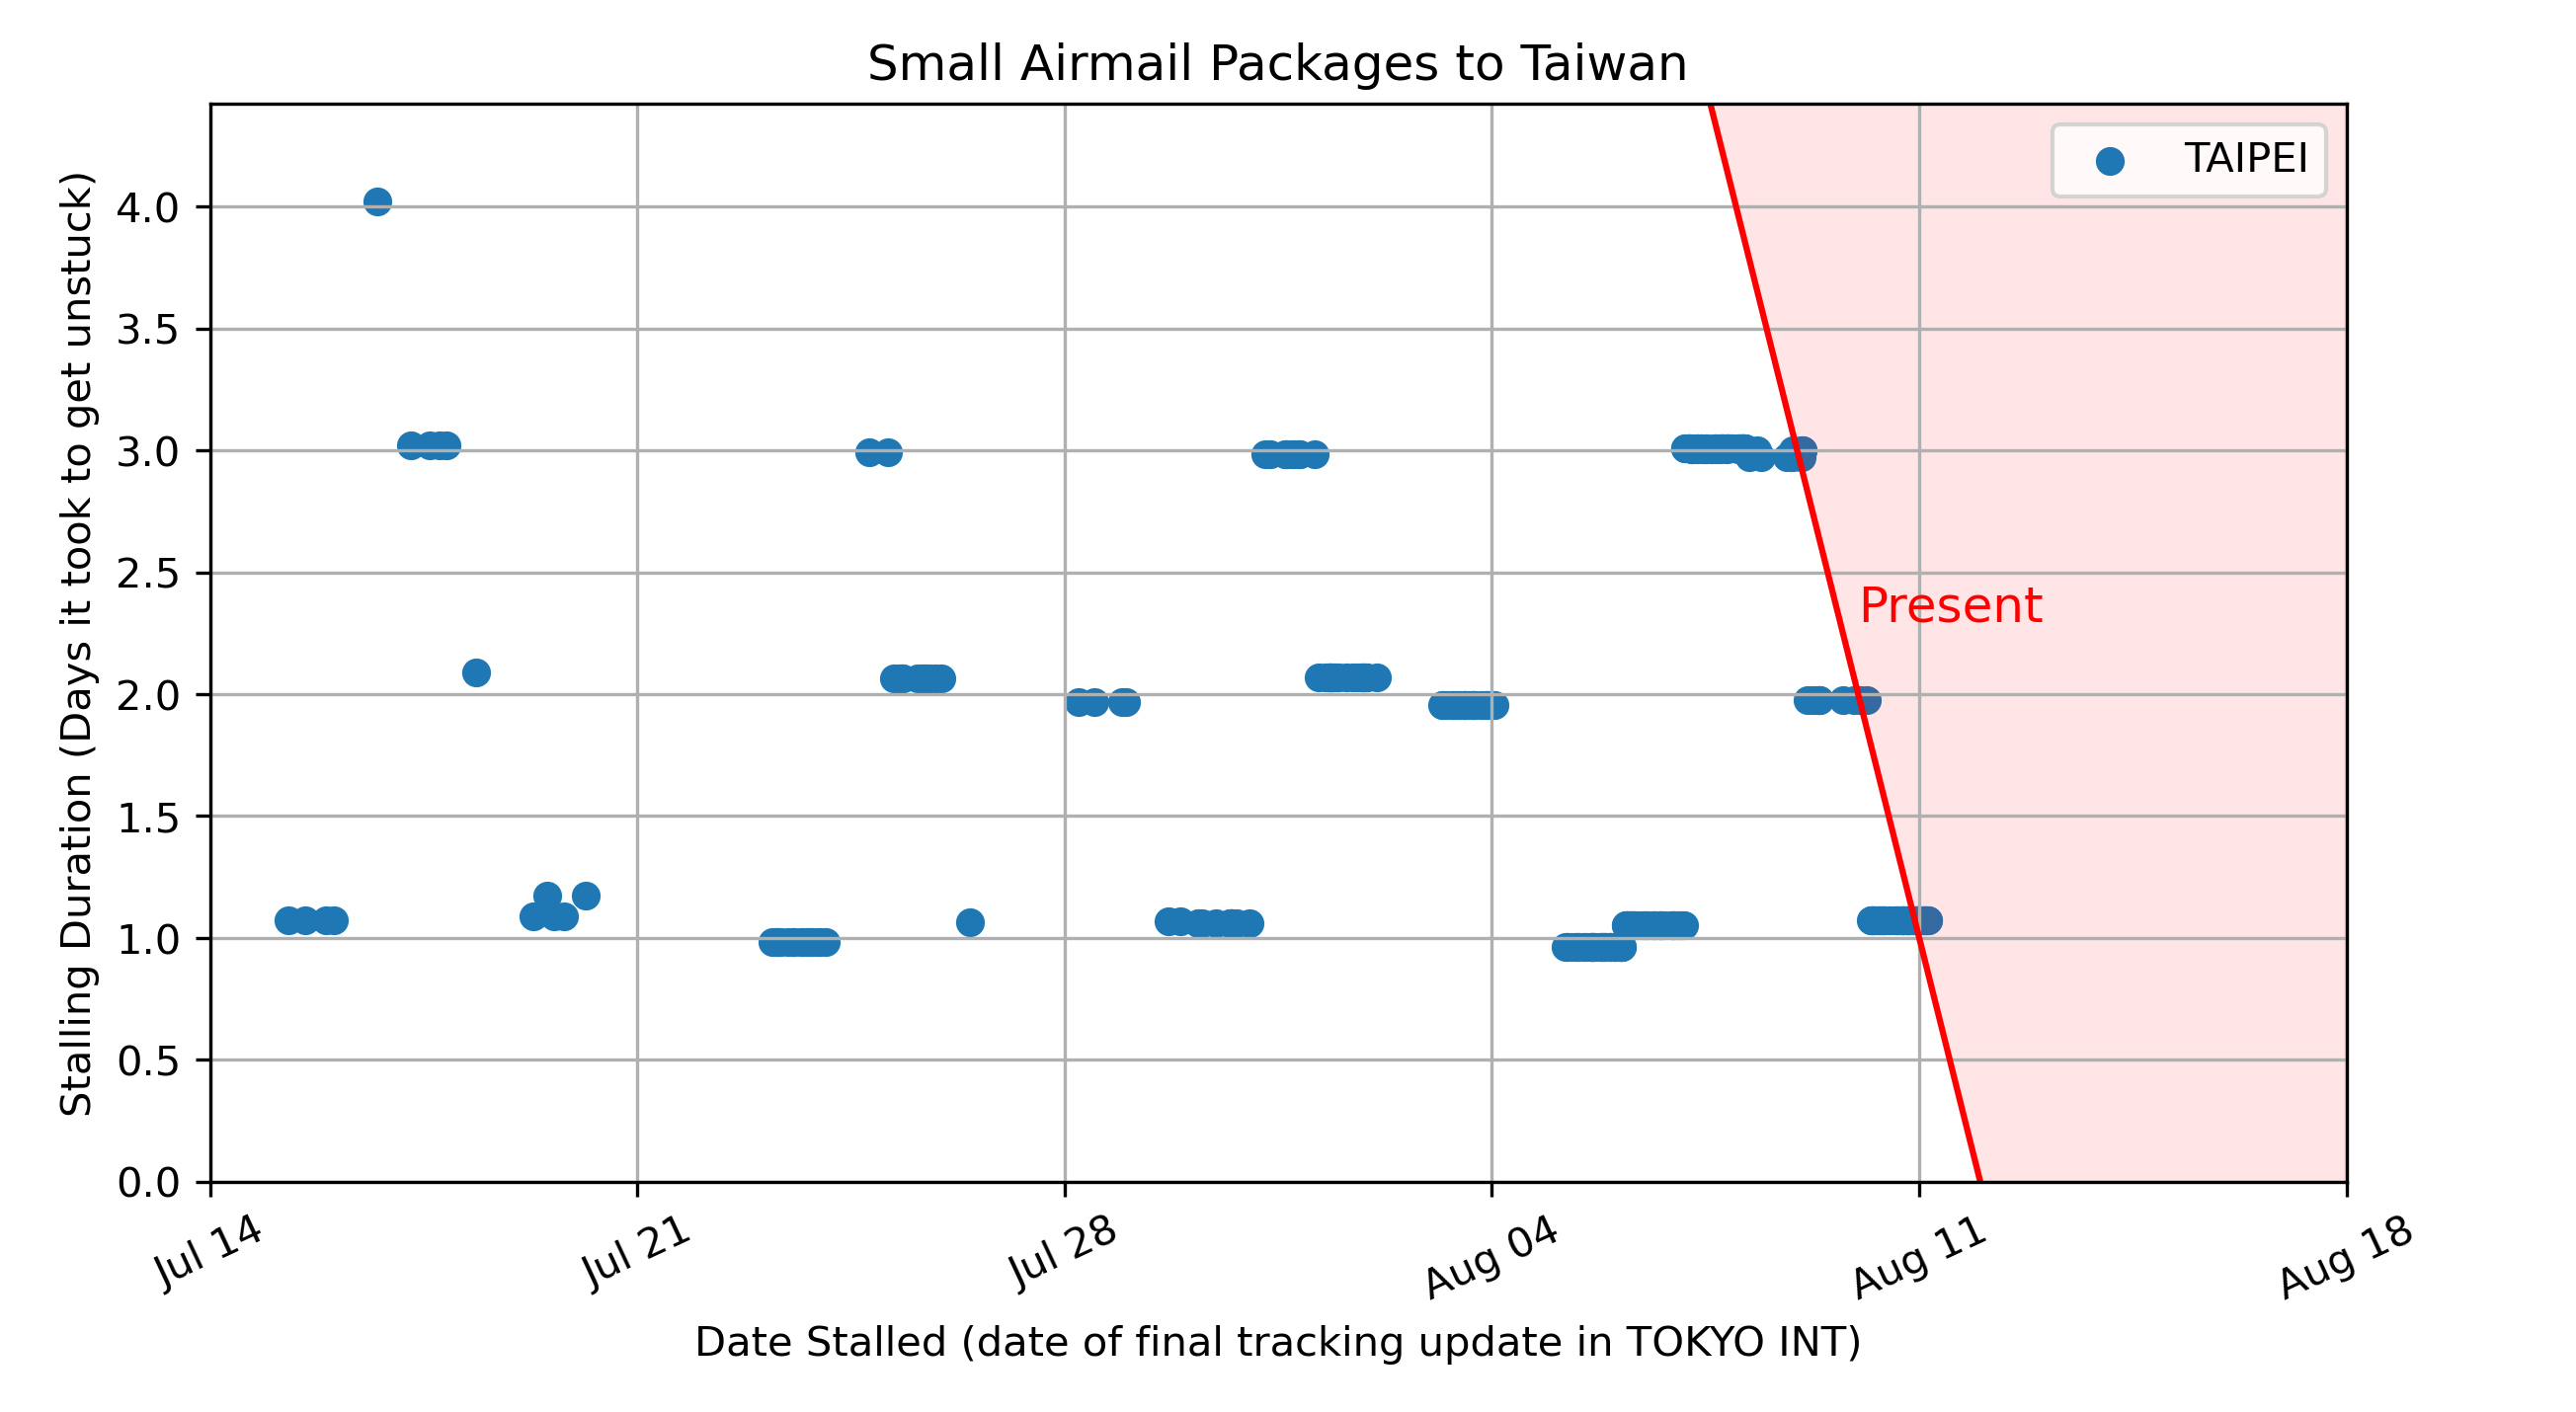 Small Airmail Packages to Taiwan
TAIPEI
Present
Stalling Duration (Days it took to get unstuck)
4.0
3.5
3.0
2.5
2.0
1.5
1.0
0.5
0.0
Jul 14
Jul 21
Jul 28
Aug 04
Aug 11
Aug 18
Date Stalled (date of final tracking update in TOKYO INT)